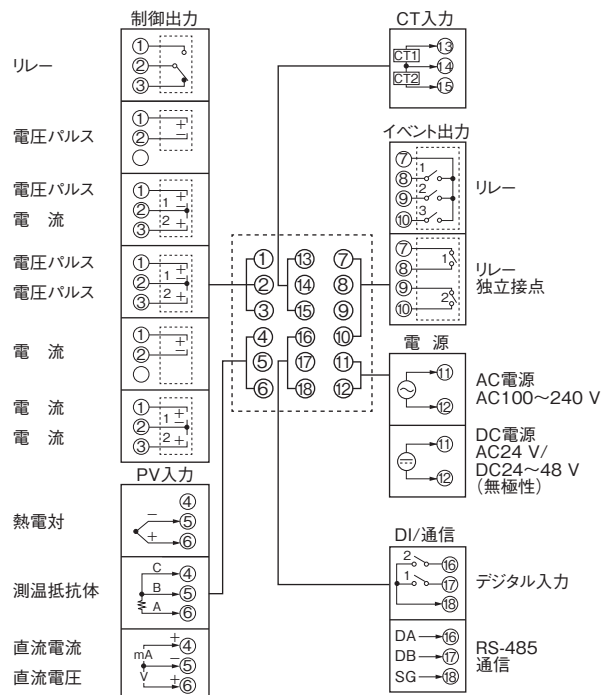 制御出力
リレー
①
②
③
電圧パルス
①
②
+
−
電圧パルス
電 流
①
②
③
1
2
+
+
電圧パルス
電圧パルス
①
②
③
1
2
+
+
電 流
①
②
+
−
電 流
電 流
①
②
③
1
2
+
−
+
PV入力
熱電対
④
⑤
⑥
−
+
測温抵抗体
C
B
A
④
⑤
⑥
直流電流
直流電圧
mA
V
+
−
+
④
⑤
⑥
① ⑬ ⑦
② ⑭ ⑧
③ ⑮ ⑨
④ ⑯ ⑩
⑤ ⑰ ⑪
⑥ ⑱ ⑫
CT入力
CT1
CT2
⑬
⑭
⑮
イベント出力
⑦
⑧
⑨
⑩
1
2
3
リレー
⑦
⑧
⑨
⑩
1
2
リレー
独立接点
電 源
⑪
⑫
AC電源
AC100~240 V
⑪
⑫
DC電源
AC24 V/
DC24~48 V
(無極性)
DI/通信
2
1
⑯
⑰
⑱
デジタル入力
DA ⑯
DB ⑰
SG ⑱
RS-485
通信